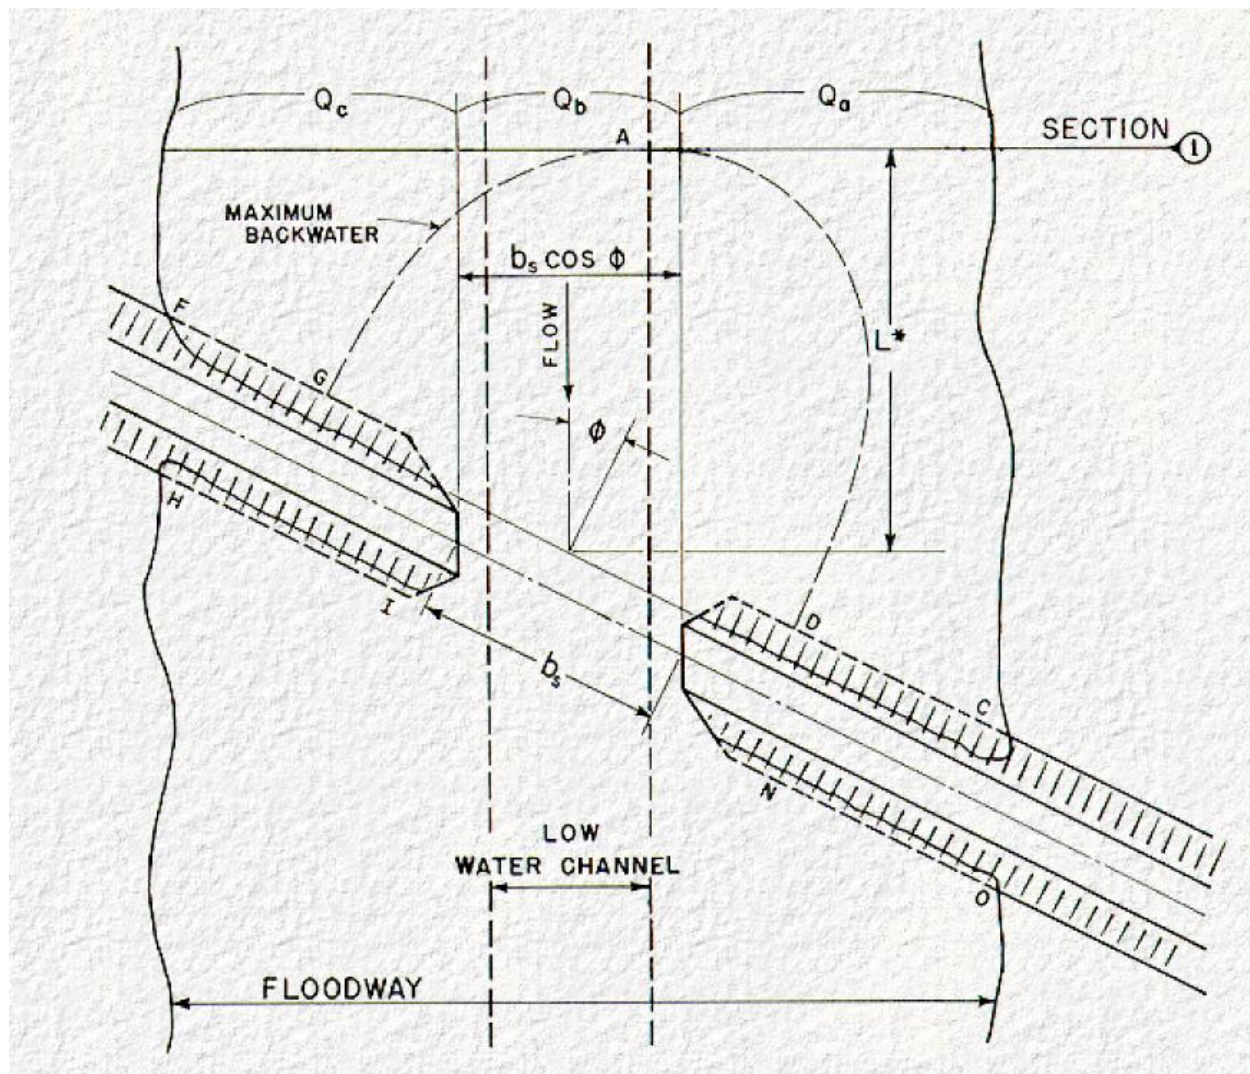 Qc
Qb
Qa
SECTION 1
A
MAXIMUM
BACKWATER
bs cos φ
F
FLOW
L*
G
φ
H
I
D
bs
C
N
LOW
WATER CHANNEL
O
FLOODWAY